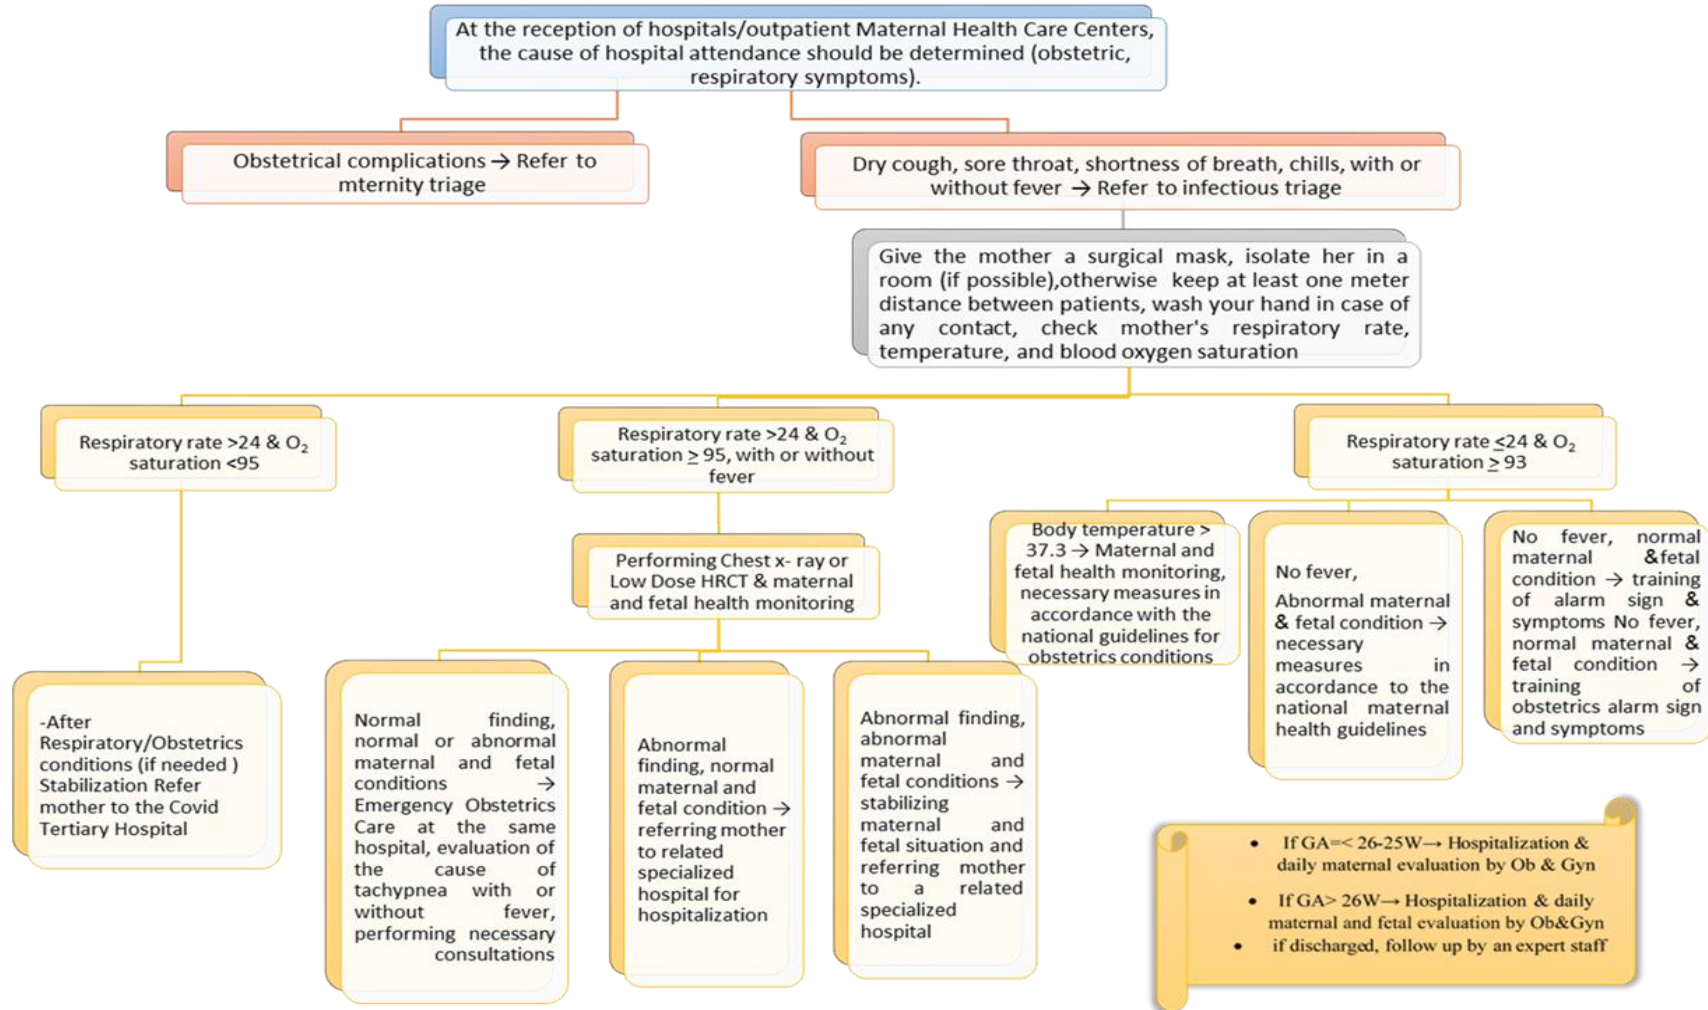 At the reception of hospitals/outpatient Maternal Health Care Centers,
the cause of hospital attendance should be determined (obstetric,
respiratory symptoms).
Obstetrical complications → Refer to
mternity triage
Dry cough, sore throat, shortness of breath, chills, with or
without fever → Refer to infectious triage
Give the mother a surgical mask, isolate her in a
room (if possible),otherwise keep at least one meter
distance between patients, wash your hand in case of
any contact, check mother's respiratory rate,
temperature, and blood oxygen saturation
Respiratory rate >24 & O₂
saturation <95
Respiratory rate >24 & O₂
saturation ≥ 95, with or without
fever
Respiratory rate ≤24 & O₂
saturation ≥ 93
Performing Chest x- ray or
Low Dose HRCT & maternal
and fetal health monitoring
Body temperature >
37.3 → Maternal and
fetal health monitoring,
necessary measures in
accordance with the
national guidelines for
obstetrics conditions
No fever,
Abnormal maternal
& fetal condition →
necessary
measures in
accordance to the
national maternal
health guidelines
No fever, normal
maternal &fetal
condition → training
of alarm sign &
symptoms No fever,
normal maternal &
fetal condition →
training of
obstetrics alarm sign
and symptoms
-After
Respiratory/Obstetrics
conditions (if needed )
Stabilization Refer
mother to the Covid
Tertiary Hospital
Normal finding,
normal or abnormal
maternal and fetal
conditions →
Emergency Obstetrics
Care at the same
hospital, evaluation of
the cause of
tachypnea with or
without fever,
performing necessary
consultations
Abnormal
finding, normal
maternal and
fetal condition →
referring mother
to related
specialized
hospital for
hospitalization
Abnormal finding,
abnormal
maternal and
fetal conditions →
stabilizing
maternal and
fetal situation and
referring mother
to a related
specialized
hospital
• If GA=< 26-25W→ Hospitalization &
daily maternal evaluation by Ob & Gyn
• If GA> 26W→ Hospitalization & daily
maternal and fetal evaluation by Ob&Gyn
• if discharged, follow up by an expert staff